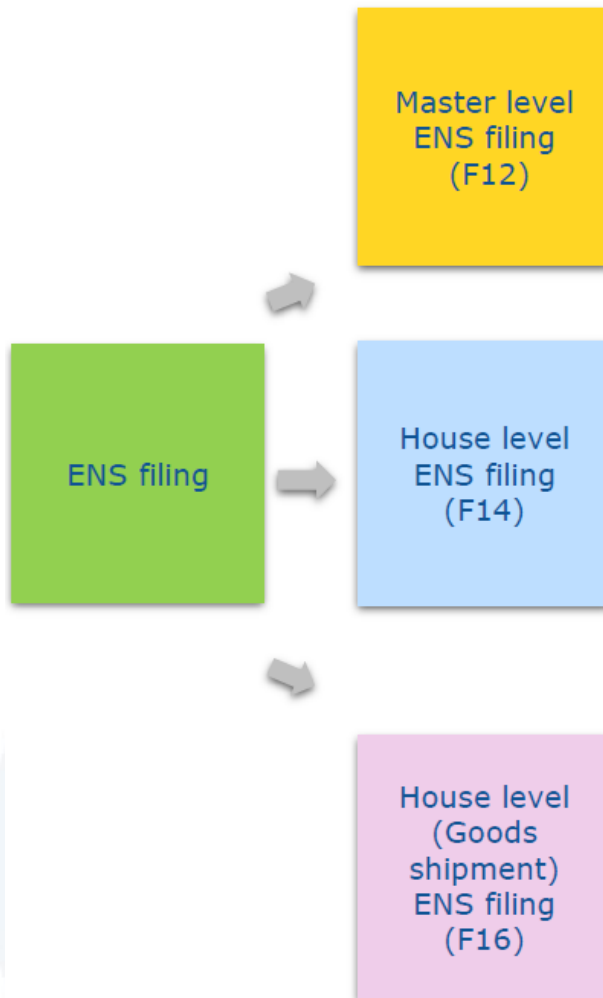 Master level
ENS filing
(F12)
ENS filing
House level
ENS filing
(F14)
House level
(Goods
shipment)
ENS filing
(F16)